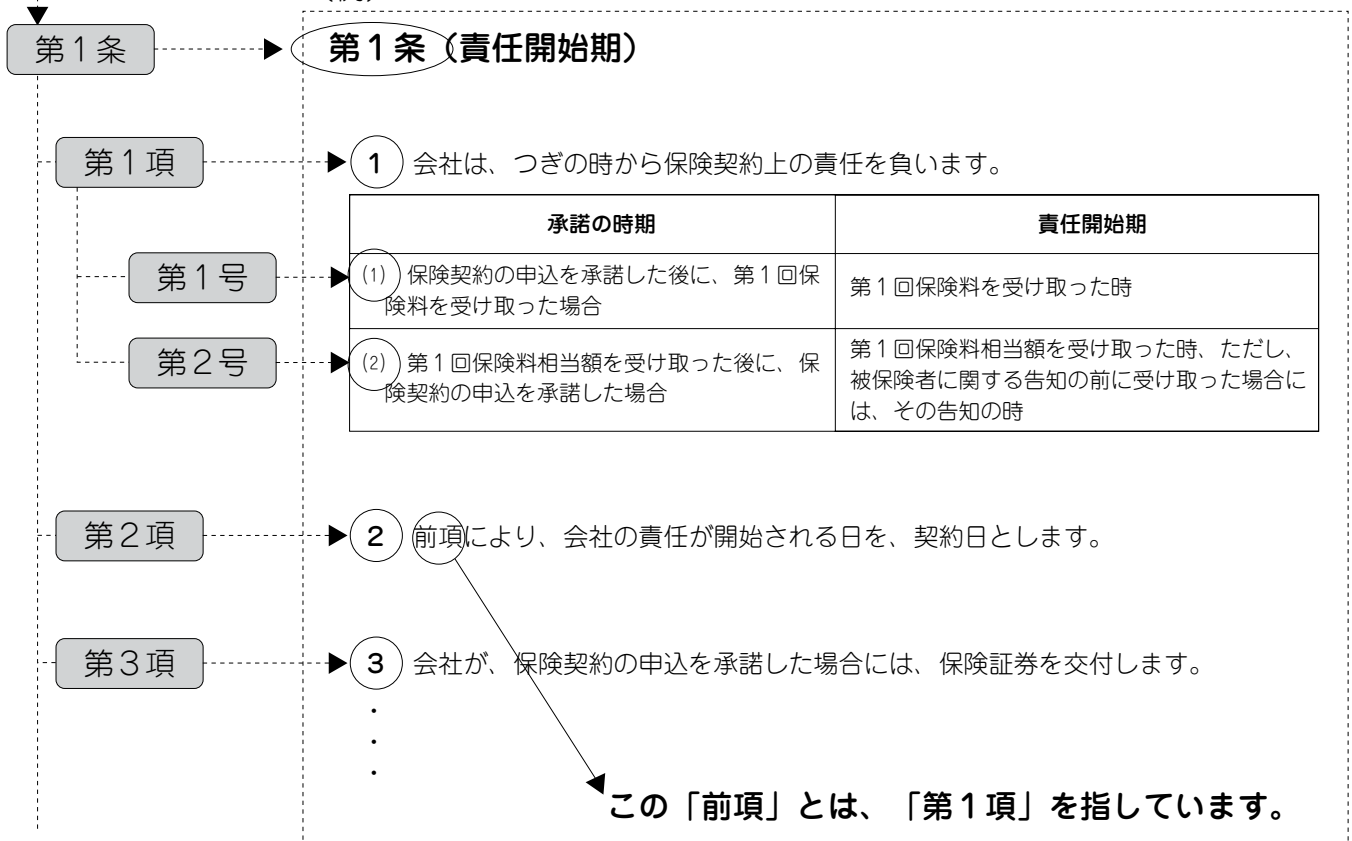 第１条
第１条（責任開始期）
第１項
１ 会社は、つぎの時から保険契約上の責任を負います。
承諾の時期
責任開始期
第１号
⑴ 保険契約の申込を承諾した後に、第１回保
険料を受け取った場合
第１回保険料を受け取った時
第２号
⑵ 第１回保険料相当額を受け取った後に、保
険契約の申込を承諾した場合
第１回保険料相当額を受け取った時、ただし、
被保険者に関する告知の前に受け取った場合に
は、その告知の時
第２項
２ 前項により、会社の責任が開始される日を、契約日とします。
第３項
３ 会社が、保険契約の申込を承諾した場合には、保険証券を交付します。
・
・
・
この「前項」とは、「第１項」を指しています。